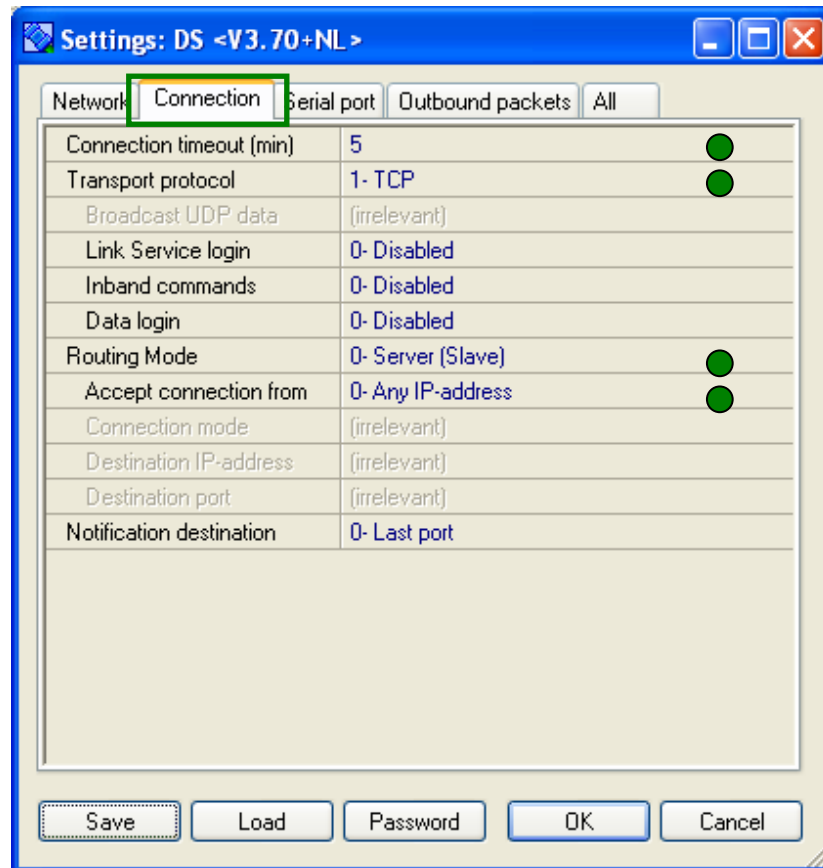 Settings: DS <V3.70+NL>
Network Connection Serial port Outbound packets All
Connection timeout (min) 5
Transport protocol 1- TCP
Broadcast UDP data (irrelevant)
Link Service login 0- Disabled
Inband commands 0- Disabled
Data login 0- Disabled
Routing Mode 0- Server (Slave)
Accept connection from 0- Any IP-address
Connection mode (irrelevant)
Destination IP-address (irrelevant)
Destination port (irrelevant)
Notification destination 0- Last port
Save Load Password OK Cancel